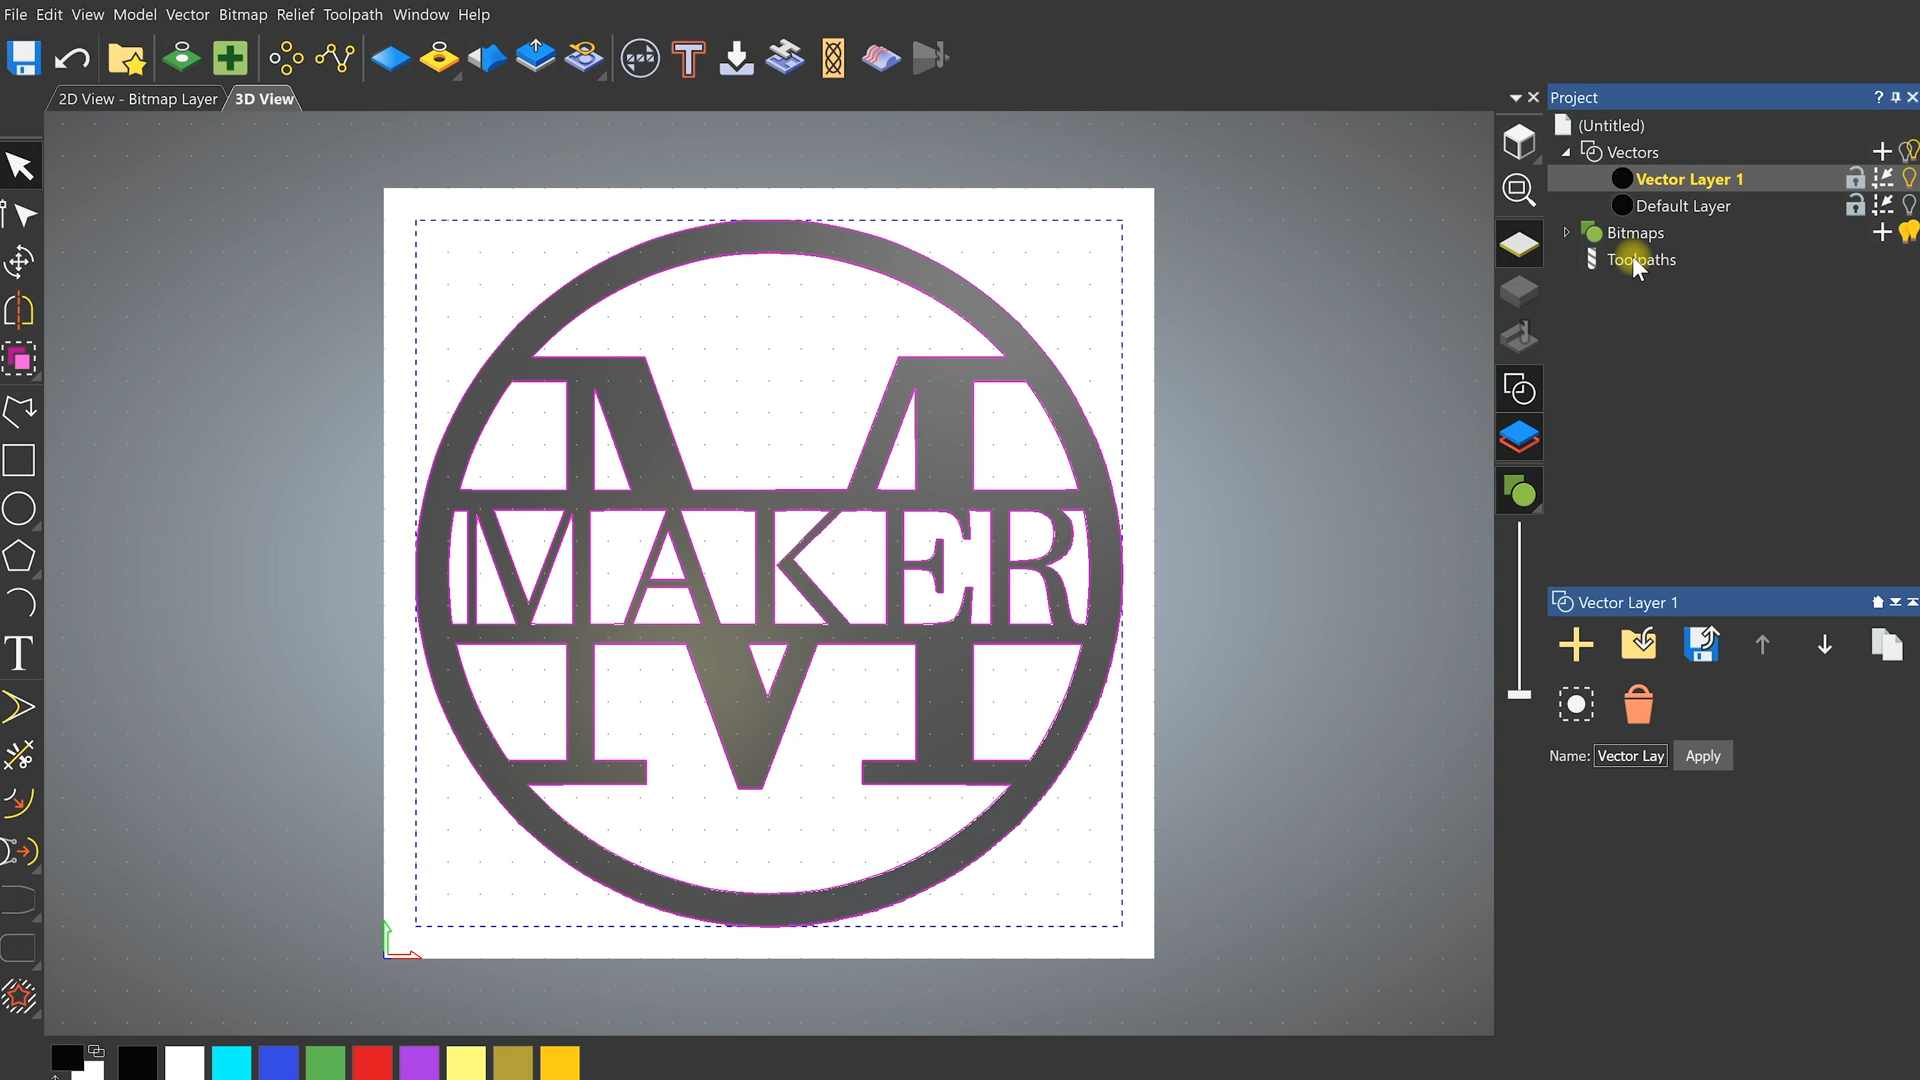 File Edit View Model Vector Bitmap Relief Toolpath Window Help
2D View - Bitmap Layer 3D View
Project
(Untitled)
Vectors
Vector Layer 1
Default Layer
Bitmaps
Toolpaths
M
MAKER
Vector Layer 1
Name: Vector Lay Apply